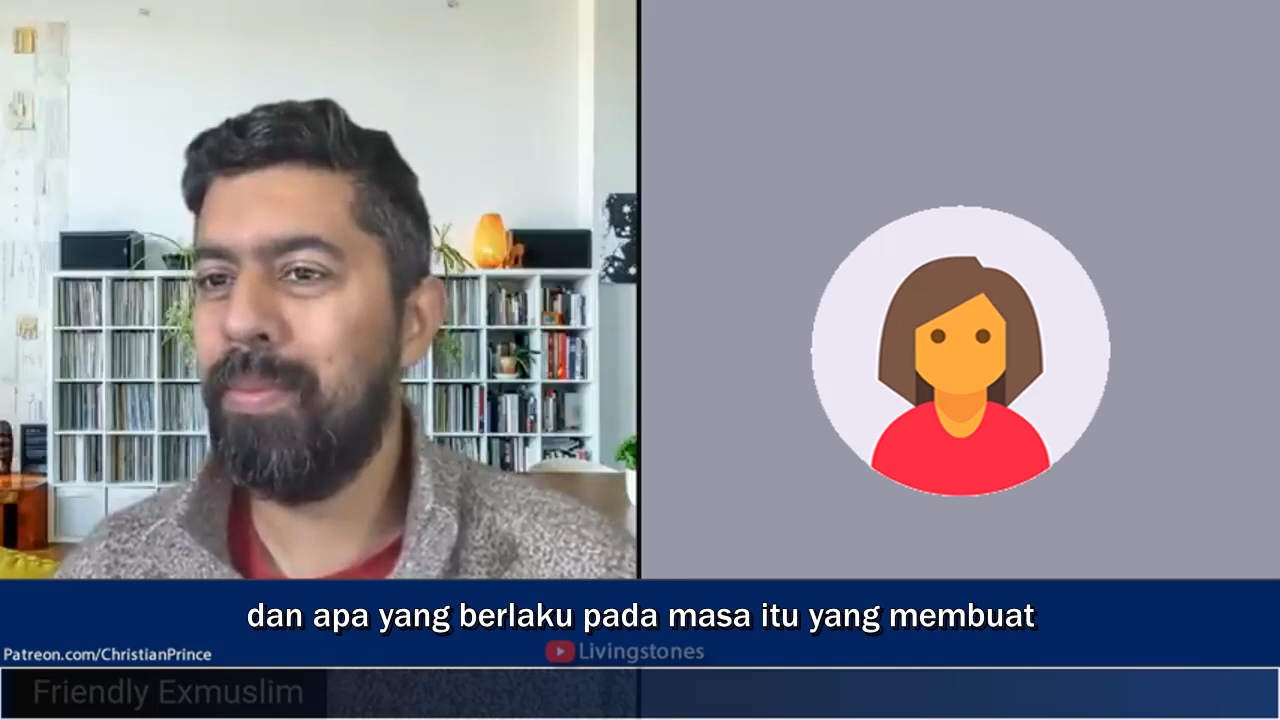 dan apa yang berlaku pada masa itu yang membuat
Patreon.com/ChristianPrince
Livingstones
Friendly Exmuslim